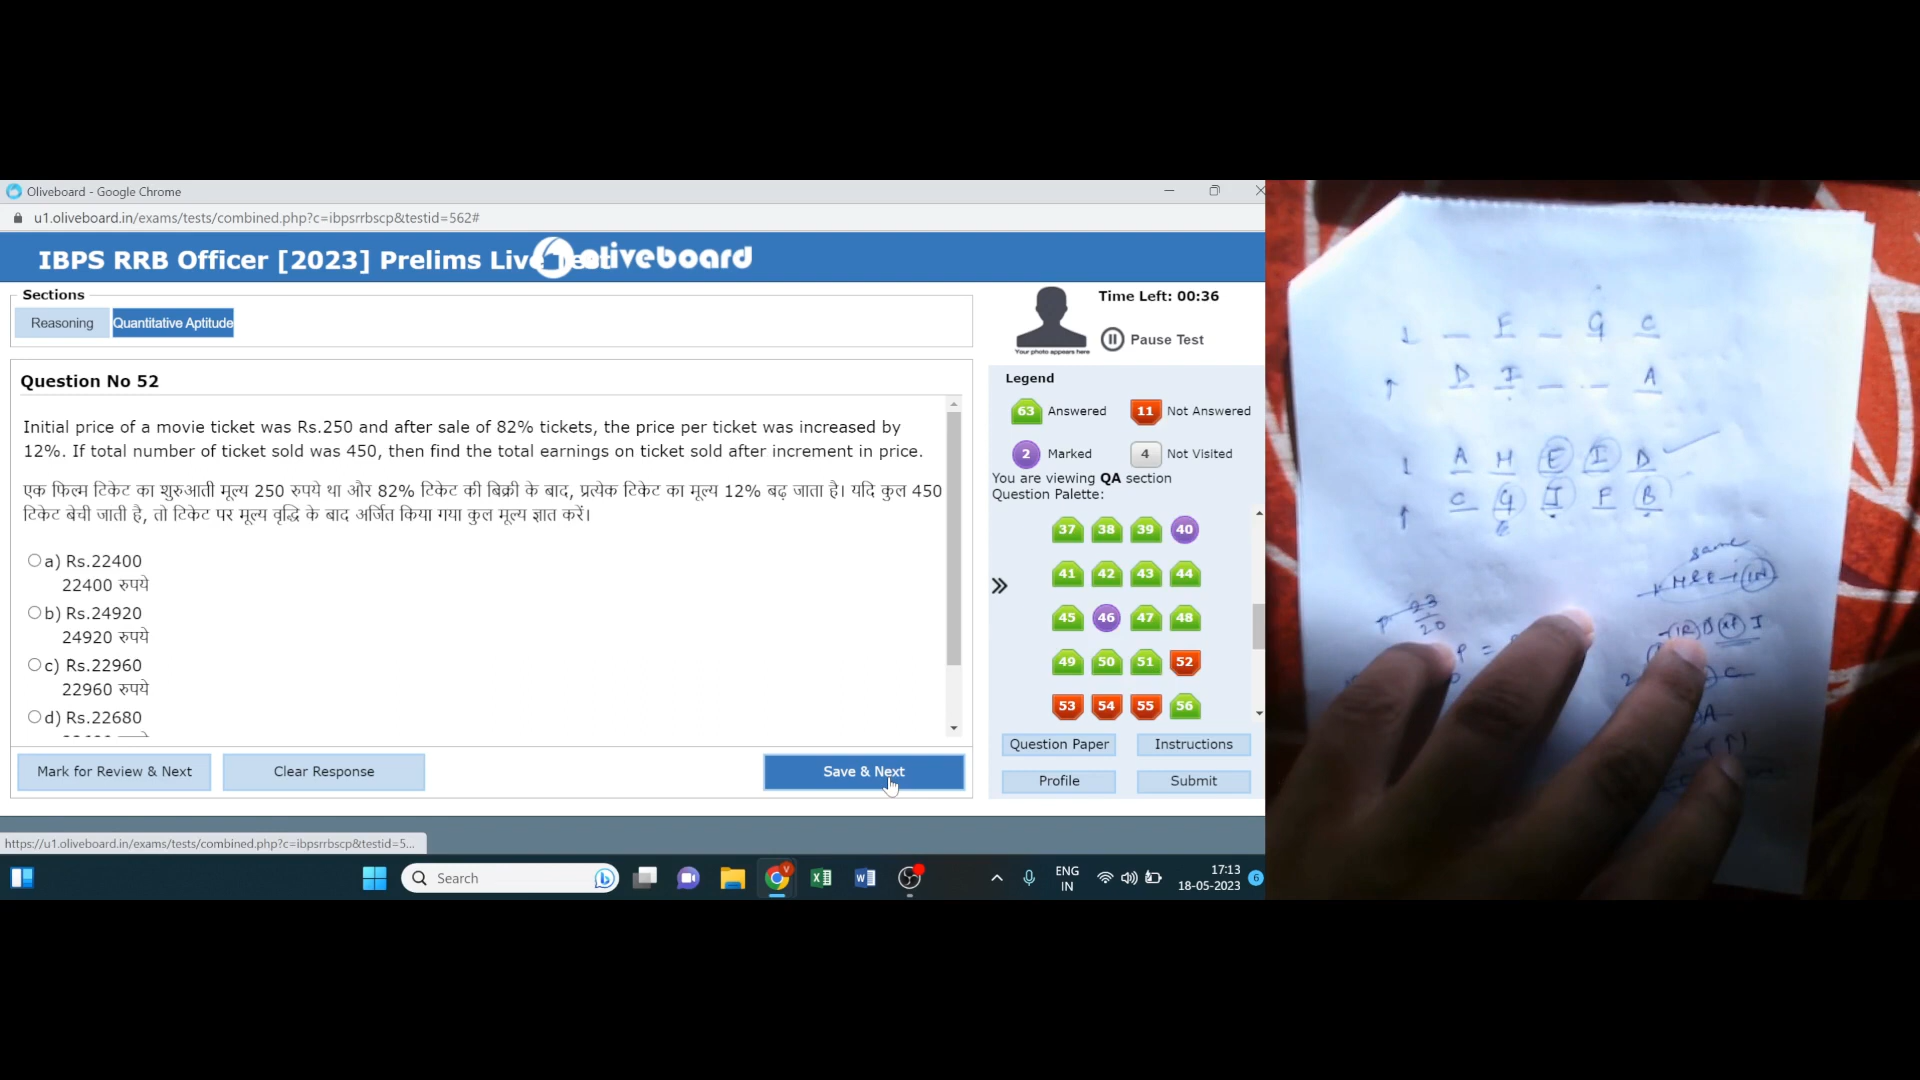 Oliveboard - Google Chrome
u1.oliveboard.in/exams/tests/combined.php?c=ibpsrrbscp&testid=562#
IBPS RRB Officer [2023] Prelims Live
oliveboard
Sections
Reasoning
Quantitative Aptitude
Time Left: 00:36
Your photo appears here
Pause Test
Question No 52
Initial price of a movie ticket was Rs.250 and after sale of 82% tickets, the price per ticket was increased by
12%. If total number of ticket sold was 450, then find the total earnings on ticket sold after increment in price.
एक फिल्म टिकेट का शुरुआती मूल्य 250 रुपये था और 82% टिकेट की बिक्री के बाद, प्रत्येक टिकेट का मूल्य 12% बढ़ जाता है। यदि कुल 450
टिकेट बेची जाती है, तो टिकेट पर मूल्य वृद्धि के बाद अर्जित किया गया कुल मूल्य ज्ञात करें।
a) Rs.22400
22400 रुपये
b) Rs.24920
24920 रुपये
c) Rs.22960
22960 रुपये
d) Rs.22680
Mark for Review & Next
Clear Response
Save & Next
Legend
63 Answered
11 Not Answered
2 Marked
4 Not Visited
You are viewing QA section
Question Palette:
37 38 39 40
41 42 43 44
45 46 47 48
49 50 51 52
53 54 55 56
Question Paper
Instructions
Profile
Submit
https://u1.oliveboard.in/exams/tests/combined.php?c=ibpsrrbscp&testid=5...
Search
ENG
IN
17:13
18-05-2023
6
G C
D I A
A H E I D
C G I F B
same
23
20